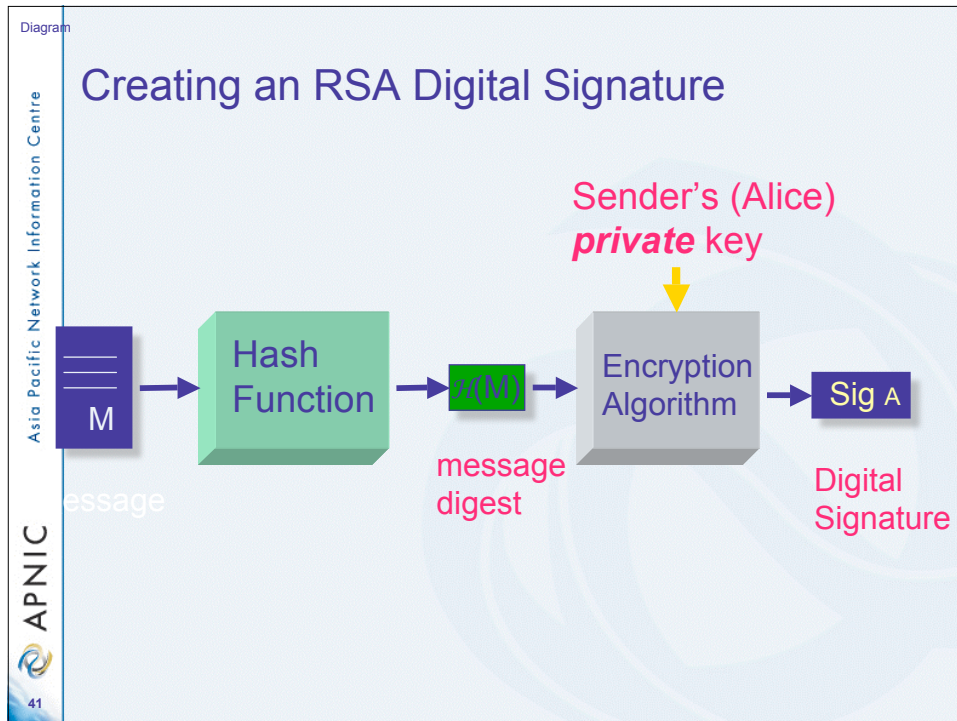 Diagram
Creating an RSA Digital Signature
Asia Pacific Network Information Centre
Sender’s (Alice)
private key
Hash
Function
M
ℋ(M)
Encryption
Algorithm
Sig A
essage
message
digest
Digital
Signature
APNIC
41